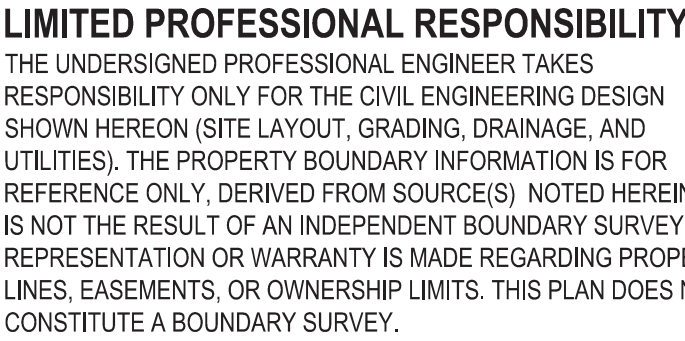 LIMITED PROFESSIONAL RESPONSIBILITY
THE UNDERSIGNED PROFESSIONAL ENGINEER TAKES
RESPONSIBILITY ONLY FOR THE CIVIL ENGINEERING DESIGN
SHOWN HEREON (SITE LAYOUT, GRADING, DRAINAGE, AND
UTILITIES). THE PROPERTY BOUNDARY INFORMATION IS FOR
REFERENCE ONLY, DERIVED FROM SOURCE(S) NOTED HEREIN
IS NOT THE RESULT OF AN INDEPENDENT BOUNDARY SURVEY
REPRESENTATION OR WARRANTY IS MADE REGARDING
LINES, EASEMENTS, OR OWNERSHIP LIMITS. THIS PLAN DOES
CONSTITUTE A BOUNDARY SURVEY.